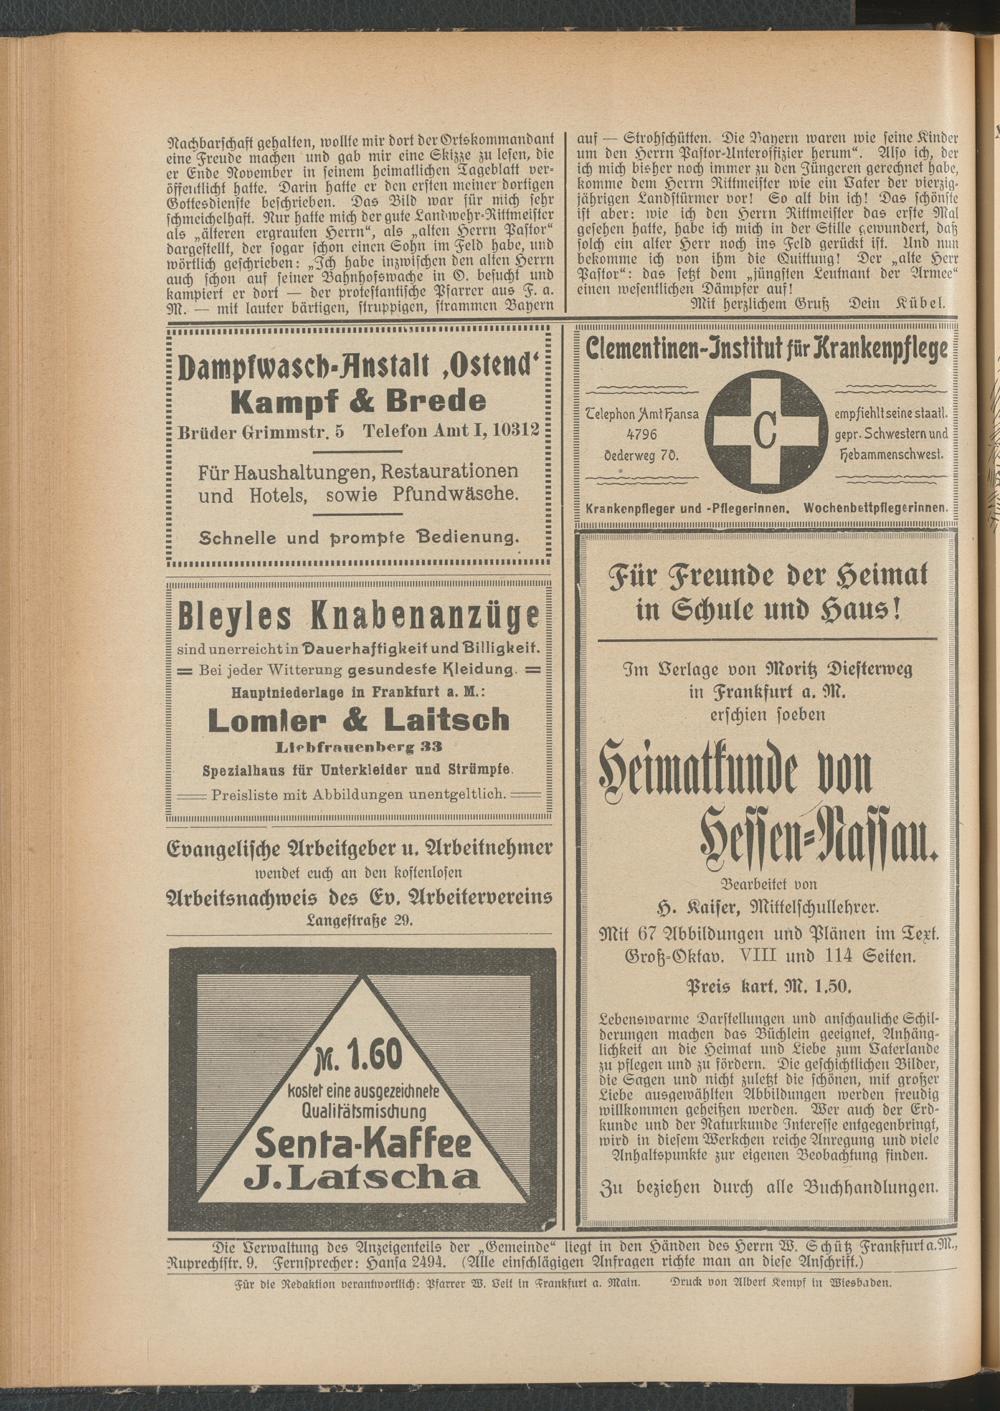 Nachbarschaft gehalten, wollte mir dort der Ortskommandant
eine Freude machen und gab mir eine Skizze zu lesen, die
er Ende November in seinem heimatlichen Tageblatt ver-
öffentlicht hatte. Darin hatte er den ersten meiner dortigen
Gottesdienste beschrieben. Das Bild war für mich sehr
schmeichelhaft. Nur hatte mich der gute Landwehr-Rittmeister
als „älteren ergrauten Herrn“, als „alten Herrn Pastor“
dargestellt, der sogar schon einen Sohn im Feld habe, und
wörtlich geschrieben: „Ich habe inzwischen den alten Herrn
auch schon auf seiner Bahnhofswache in O. besucht und
kampiert er dort — der protestantische Pfarrer aus F. a.
M. — mit lauter bärtigen, struppigen, strammen Bayern
auf — Strohschütten. Die Bayern waren wie seine Kinder
um den Herrn Pastor-Unteroffizier herum“. Also ich, der
ich mich bisher noch immer zu den Jüngeren gerechnet habe,
komme dem Herrn Rittmeister wie ein Vater der vierzig-
jährigen Landstürmer vor! So alt bin ich! Das schönste
ist aber: wie ich den Herrn Rittmeister das erste Mal
gesehen hatte, habe ich mich in der Stille gewundert, daß
solch ein alter Herr noch ins Feld gerückt ist. Und nun
bekomme ich von ihm die Quittung! Der „alte Herr
Pastor“: das setzt dem „jüngsten Leutnant der Armee“
einen wesentlichen Dämpfer auf!
Mit herzlichem Gruß Dein Kübel.
Dampfwasch-Anstalt ‚Ostend‘
Kampf & Brede
Brüder Grimmstr. 5 Telefon Amt I, 10312
Für Haushaltungen, Restaurationen
und Hotels, sowie Pfundwäsche.
Schnelle und prompte Bedienung.
Bleyles Knabenanzüge
sind unerreicht in Dauerhaftigkeit und Billigkeit.
= Bei jeder Witterung gesundeste Kleidung. =
Hauptniederlage in Frankfurt a. M.:
Lomler & Laitsch
Liebfrauenberg 33
Spezialhaus für Unterkleider und Strümpfe.
Preisliste mit Abbildungen unentgeltlich.
Evangelische Arbeitgeber u. Arbeitnehmer
wendet euch an den kostenlosen
Arbeitsnachweis des Ev. Arbeitervereins
Langestraße 29.
M. 1.60
kostet eine ausgezeichnete
Qualitätsmischung
Senta-Kaffee
J. Latscha
Clementinen-Institut für Krankenpflege
Telephon Amt Hansa
4796
Oederweg 70.
C
empfiehlt seine staatl.
gepr. Schwestern und
Hebammenschwest.
Krankenpfleger und -Pflegerinnen. Wochenbettpflegerinnen.
Für Freunde der Heimat
in Schule und Haus!
Im Verlage von Moritz Diesterweg
in Frankfurt a. M.
erschien soeben
Heimatkunde von
Hessen-Nassau.
Bearbeitet von
H. Kaiser, Mittelschullehrer.
Mit 67 Abbildungen und Plänen im Text.
Groß-Oktav. VIII und 114 Seiten.
Preis kart. M. 1.50.
Lebenswarme Darstellungen und anschauliche Schil-
derungen machen das Büchlein geeignet, Anhäng-
lichkeit an die Heimat und Liebe zum Vaterlande
zu pflegen und zu fördern. Die geschichtlichen Bilder,
die Sagen und nicht zuletzt die schönen, mit großer
Liebe ausgewählten Abbildungen werden freudig
willkommen geheißen werden. Wer auch der Erd-
kunde und der Naturkunde Interesse entgegenbringt,
wird in diesem Werkchen reiche Anregung und viele
Anhaltspunkte zur eigenen Beobachtung finden.
Zu beziehen durch alle Buchhandlungen.
Die Verwaltung des Anzeigenteils der „Gemeinde“ liegt in den Händen des Herrn W. Schütz Frankfurt a. M.,
Ruprechtstr. 9. Fernsprecher: Hansa 2494. (Alle einschlägigen Anfragen richte man an diese Anschrift.)
Für die Redaktion verantwortlich: Pfarrer W. Veit in Frankfurt a. Main. Druck von Albert Kempf in Wiesbaden.